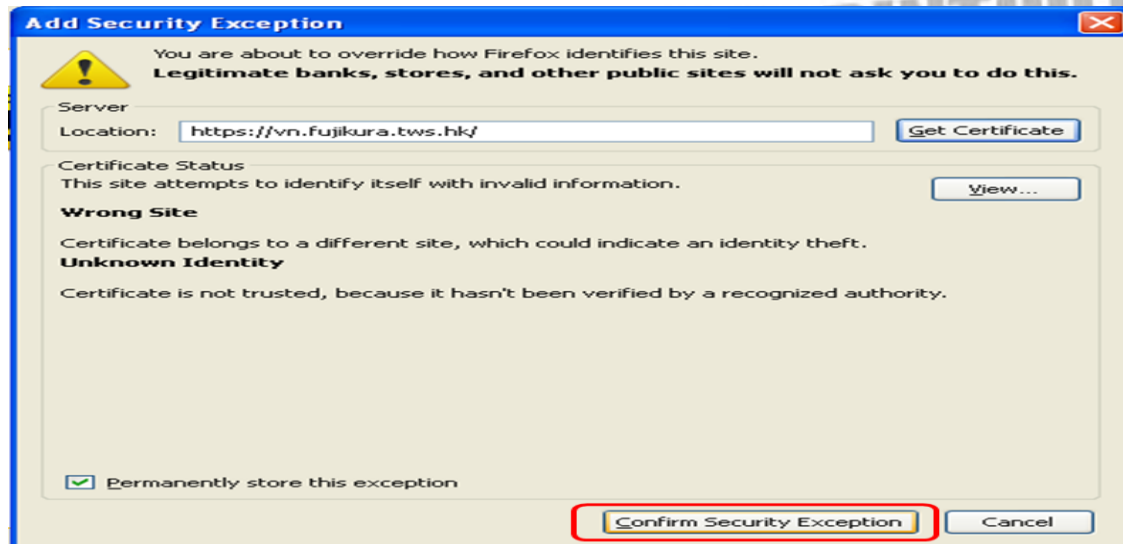 Add Security Exception
You are about to override how Firefox identifies this site.
Legitimate banks, stores, and other public sites will not ask you to do this.
Server
Location: https://vn.fujikura.tws.hk/ Get Certificate
Certificate Status
This site attempts to identify itself with invalid information. View...
Wrong Site
Certificate belongs to a different site, which could indicate an identity theft.
Unknown Identity
Certificate is not trusted, because it hasn't been verified by a recognized authority.
Permanently store this exception
Confirm Security Exception Cancel